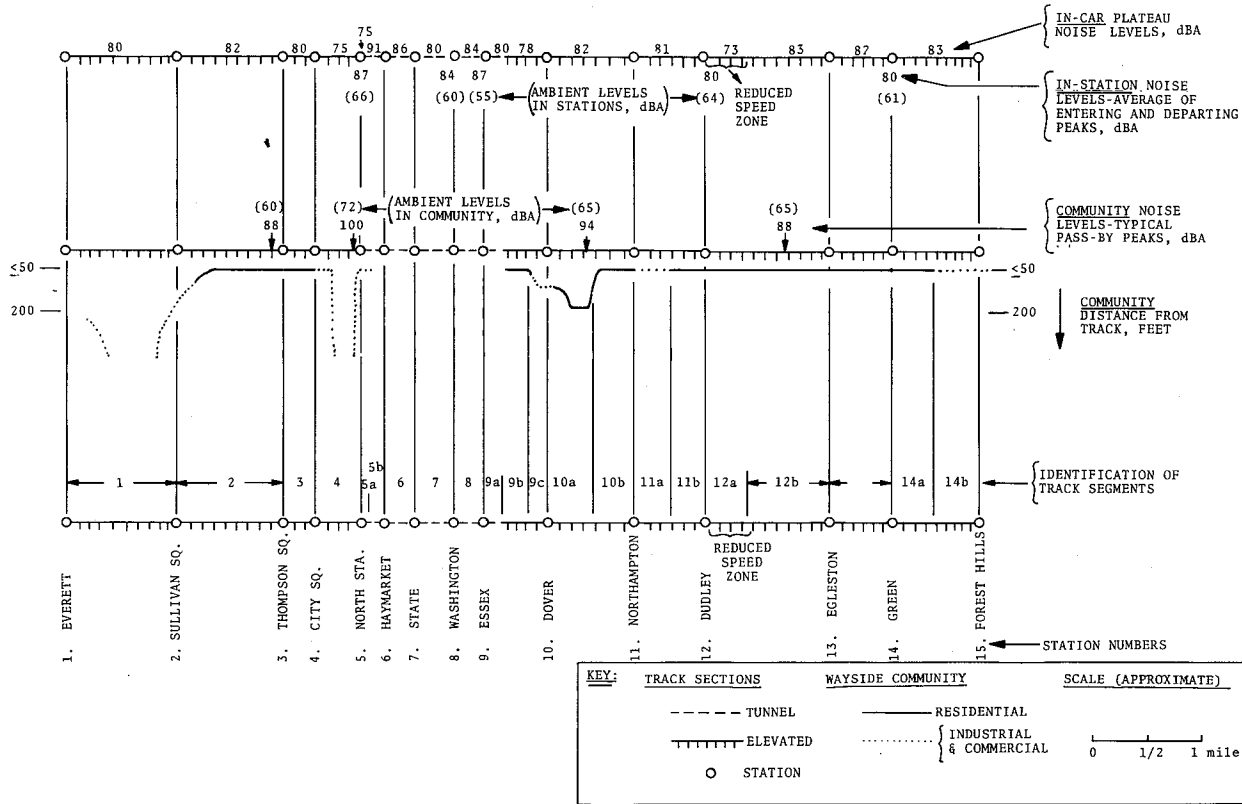 75
80 82 80 75 91 86 80 84 80 78 82 81 73 83 87 83
IN-CAR PLATEAU
NOISE LEVELS, dBA
87 84 87 80 80
(66) (60) (55) (64) (61)
AMBIENT LEVELS
IN STATIONS, dBA
REDUCED
SPEED
ZONE
IN-STATION NOISE
LEVELS-AVERAGE OF
ENTERING AND DEPARTING
PEAKS, dBA
(60) (72) (65) (65)
88 100 94 88
AMBIENT LEVELS
IN COMMUNITY, dBA
COMMUNITY NOISE
LEVELS-TYPICAL
PASS-BY PEAKS, dBA
<50 <50
200 200
COMMUNITY
DISTANCE FROM
TRACK, FEET
1 2 3 4 5a 5b 6 7 8 9a 9b 9c 10a 10b 11a 11b 12a 12b 14a 14b
IDENTIFICATION OF
TRACK SEGMENTS
REDUCED
SPEED
ZONE
1. EVERETT
2. SULLIVAN SQ.
3. THOMPSON SQ.
4. CITY SQ.
5. NORTH STA.
6. HAYMARKET
7. STATE
8. WASHINGTON
9. ESSEX
10. DOVER
11. NORTHAMPTON
12. DUDLEY
13. EGLESTON
14. GREEN
15. FOREST HILLS
STATION NUMBERS
KEY: TRACK SECTIONS WAYSIDE COMMUNITY SCALE (APPROXIMATE)
TUNNEL RESIDENTIAL
ELEVATED INDUSTRIAL
& COMMERCIAL
STATION
0 1/2 1 mile